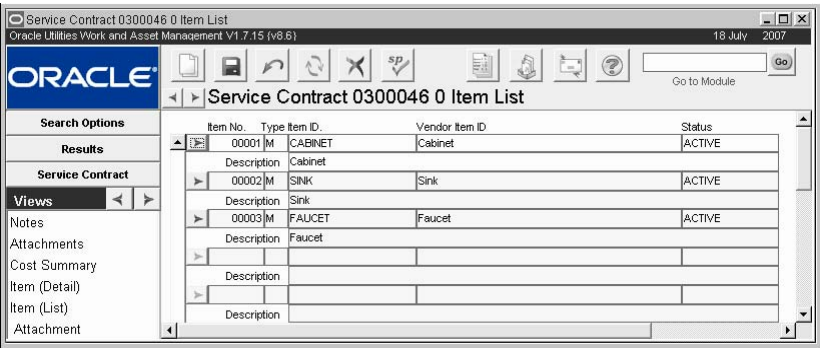 Service Contract 0300046 0 Item List
Oracle Utilities Work and Asset Management V1.7.15 (v8.6) 18 July 2007
ORACLE
sp
Go
Go to Module
Service Contract 0300046 0 Item List
Search Options
Results
Service Contract
Views
Notes
Attachments
Cost Summary
Item (Detail)
Item (List)
Attachment
Item No. Type Item ID. Vendor Item ID Status
00001 M CABINET Cabinet ACTIVE
Description Cabinet
00002 M SINK Sink ACTIVE
Description Sink
00003 M FAUCET Faucet ACTIVE
Description Faucet
Description
Description